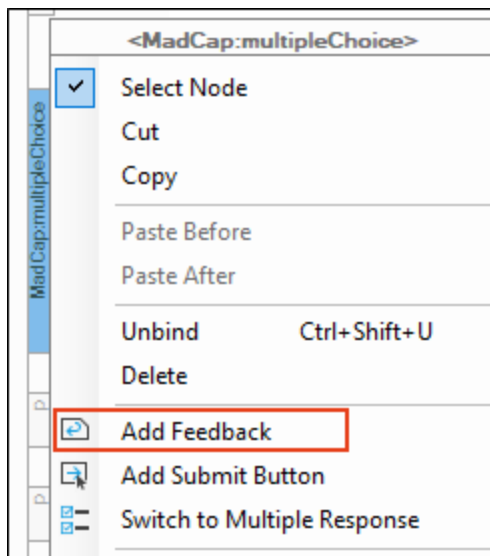 <MadCap:multipleChoice>
Select Node
Cut
Copy
MadCap:multipleChoice
Paste Before
Paste After
Unbind Ctrl+Shift+U
Delete
p
Add Feedback
Add Submit Button
p
Switch to Multiple Response